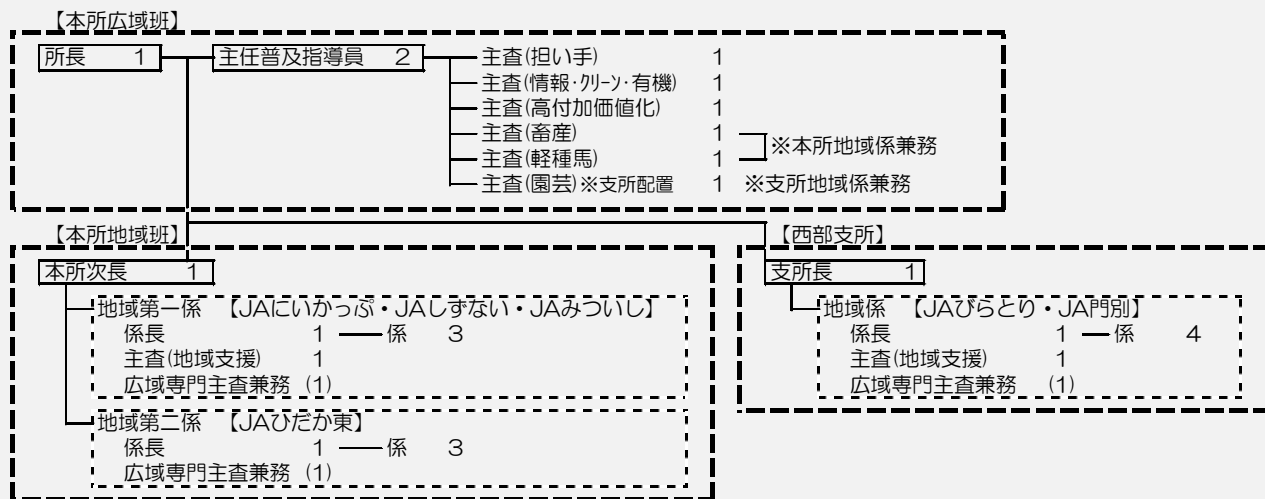 【本所広域班】
所長 1 主任普及指導員 2 主査(担い手) 1
主査(情報・クリーン・有機) 1
主査(高付加価値化) 1
主査(畜産) 1
※本所地域係兼務
主査(軽種馬) 1
主査(園芸)※支所配置 1 ※支所地域係兼務
【本所地域班】
本所次長 1
地域第一係 【JAにいかっぷ・JAしずない・JAみついし】
係長 1 係 3
主査(地域支援) 1
広域専門主査兼務 (1)
地域第二係 【JAひだか東】
係長 1 係 3
広域専門主査兼務 (1)
【西部支所】
支所長 1
地域係 【JAびらとり・JA門別】
係長 1 係 4
主査(地域支援) 1
広域専門主査兼務 (1)